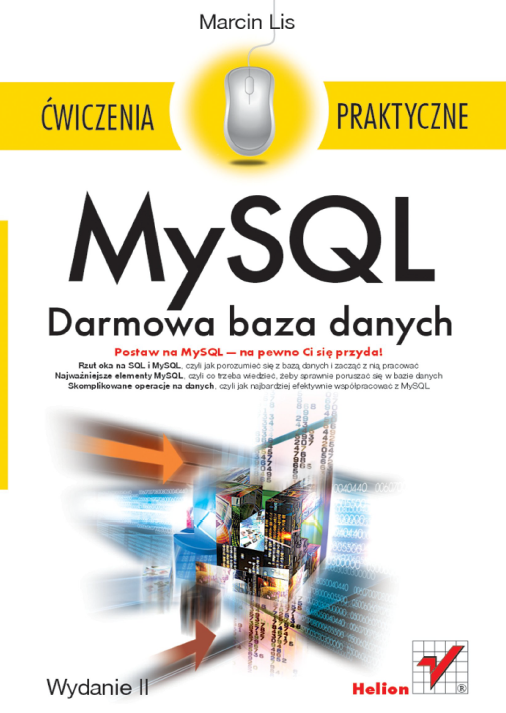 Marcin Lis
ĆWICZENIA PRAKTYCZNE
MySQL
Darmowa baza danych
Postaw na MySQL — na pewno Ci się przyda!
Rzut oka na SQL i MySQL, czyli jak porozumieć się z bazą danych i zacząć z nią pracować
Najważniejsze elementy MySQL, czyli co trzeba wiedzieć, żeby sprawnie poruszać się w bazie danych
Skomplikowane operacje na danych, czyli jak najbardziej efektywnie współpracować z MySQL
Wydanie II
Helion ®